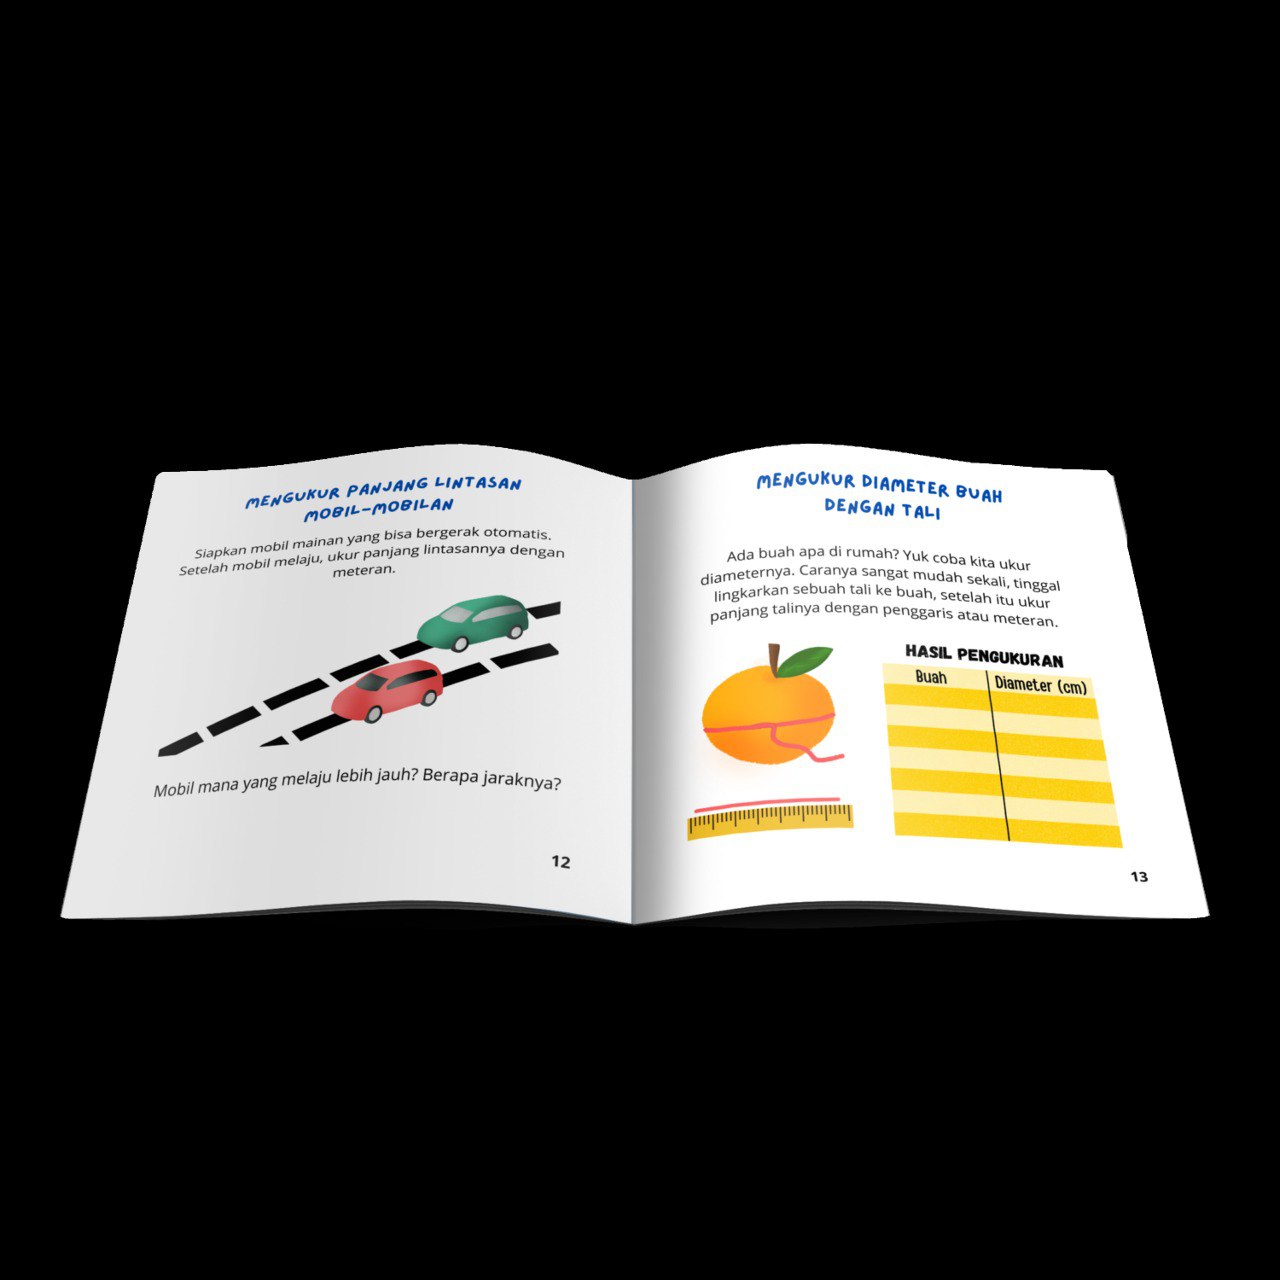 MENGUKUR PANJANG LINTASAN
MOBIL-MOBILAN
Siapkan mobil mainan yang bisa bergerak otomatis.
Setelah mobil melaju, ukur panjang lintasannya dengan
meteran.
Mobil mana yang melaju lebih jauh? Berapa jaraknya?
12
MENGUKUR DIAMETER BUAH
DENGAN TALI
Ada buah apa di rumah? Yuk coba kita ukur
diameternya. Caranya sangat mudah sekali, tinggal
lingkarkan sebuah tali ke buah, setelah itu ukur
panjang talinya dengan penggaris atau meteran.
HASIL PENGUKURAN
Buah Diameter (cm)
13